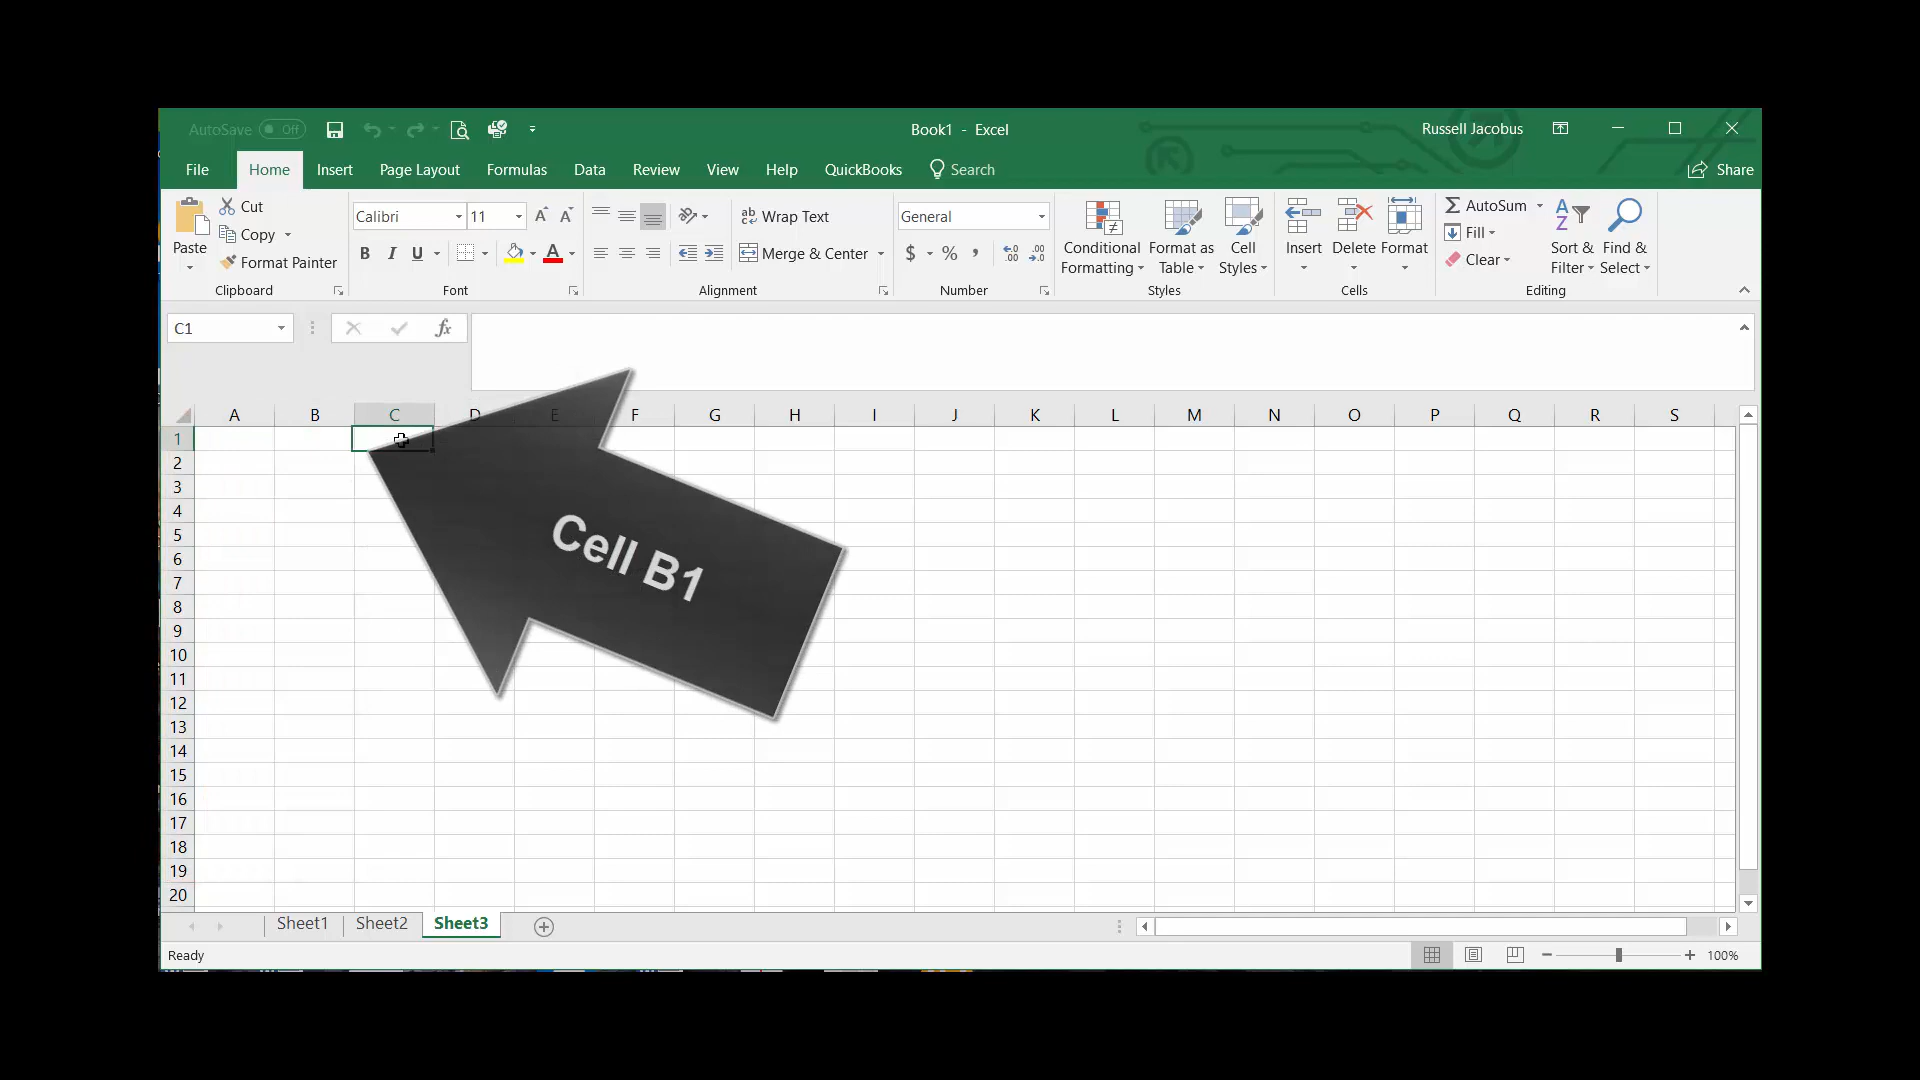 AutoSave Off Book1 - Excel Russell Jacobus
File Home Insert Page Layout Formulas Data Review View Help QuickBooks Search Share
Paste
Cut
Copy
Format Painter
Clipboard
Calibri 11
B I U A
Font
ab Wrap Text
Merge & Center
Alignment
General
$ % ,
Number
Conditional
Formatting
Format as
Table
Cell
Styles
Styles
Insert Delete Format
Cells
AutoSum
Fill
Clear
Sort &
Filter
Find &
Select
Editing
C1 fx
A B C D E F G H I J K L M N O P Q R S
1
2
3
4
5
6
7
8
9
10
11
12
13
14
15
16
17
18
19
20
Cell B1
Sheet1 Sheet2 Sheet3
Ready 100%